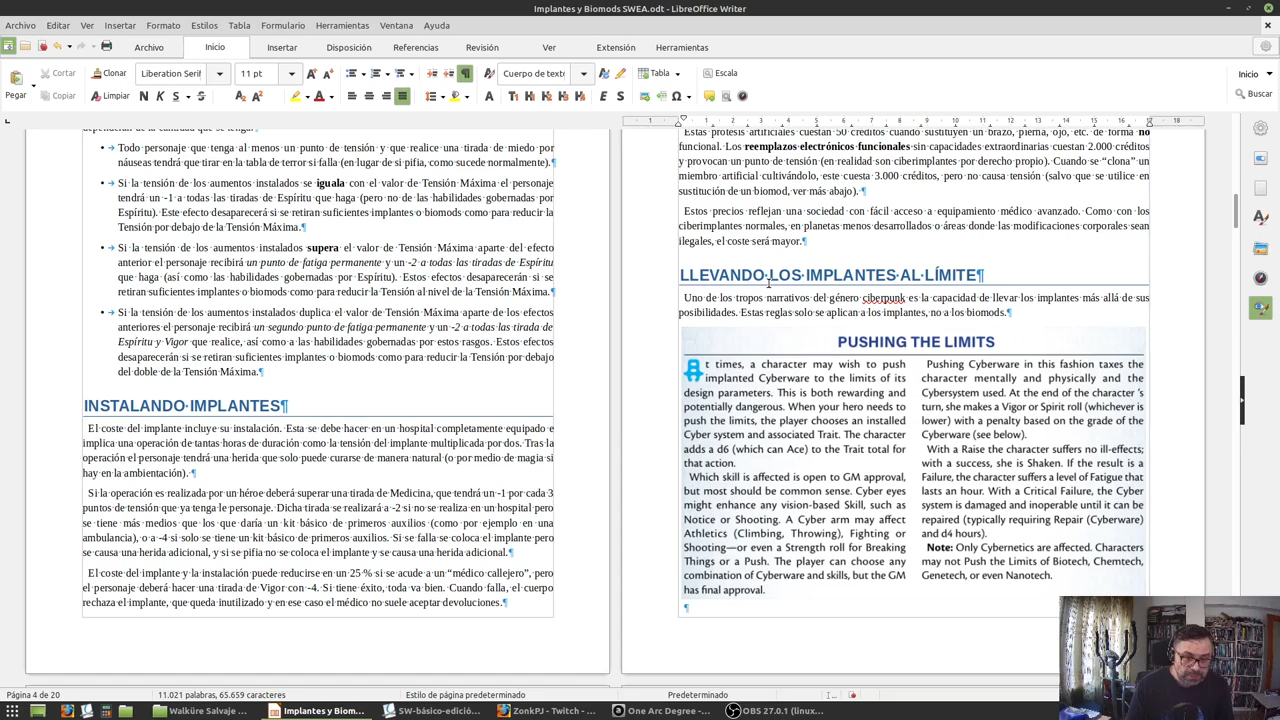 Implantes y Biomods SWEA.odt - LibreOffice Writer
Archivo Editar Ver Insertar Formato Estilos Tabla Formulario Herramientas Ventana Ayuda
Archivo Inicio Insertar Disposición Referencias Revisión Ver Extensión Herramientas
Cortar Clonar Liberation Serif 11 pt Cuerpo de texto Tabla Escala Inicio
Pegar Copiar Limpiar Buscar
Todo personaje que tenga al menos un punto de tensión y que realice una tirada de miedo o
náuseas tendrá que tirar en la tabla de terror si falla (en lugar de si pifia, como sucede normalmente).¶
Si la tensión de los aumentos instalados se iguala con el valor de Tensión Máxima el personaje
tendrá un -1 a todas las tiradas de Espíritu que haga (pero no de las habilidades gobernadas por
Espíritu). Este efecto desaparecerá si se retiran suficientes implantes o biomods como para reducir la
Tensión por debajo de la Tensión Máxima.¶
Si la tensión de los aumentos instalados supera el valor de Tensión Máxima aparte del efecto
anterior el personaje recibirá un punto de fatiga permanente y un -2 a todas las tiradas de Espíritu
que haga (así como las habilidades gobernadas por Espíritu). Estos efectos desaparecerán si se
retiran suficientes implantes o biomods como para reducir la Tensión al nivel de la Tensión Máxima.¶
Si la tensión de los aumentos instalados duplica el valor de Tensión Máxima aparte de los efectos
anteriores el personaje recibirá un segundo punto de fatiga permanente y un -2 a todas las tirada de
Espíritu y Vigor que realice, así como a las habilidades gobernadas por estos rasgos. Estos efectos
desaparecerán si se retiran suficientes implantes o biomods como para reducir la Tensión por debajo
del doble de la Tensión Máxima.¶
INSTALANDO IMPLANTES¶
El coste del implante incluye su instalación. Esta se debe hacer en un hospital completamente equipado e
implica una operación de tantas horas de duración como la tensión del implante multiplicada por dos. Tras la
operación el personaje tendrá una herida que solo puede curarse de manera natural (o por medio de magia si
hay en la ambientación). ¶
Si la operación es realizada por un héroe deberá superar una tirada de Medicina, que tendrá un -1 por cada 3
puntos de tensión que ya tenga le personaje. Dicha tirada se realizará a -2 si no se realiza en un hospital pero
se tiene más medios que los que daría un kit básico de primeros auxilios (como por ejemplo en una
ambulancia), o a -4 si solo se tiene un kit básico de primeros auxilios. Si se falla se coloca el implante pero
se causa una herida adicional, y si se pifia no se coloca el implante y se causa una herida adicional.¶
El coste del implante y la instalación puede reducirse en un 25 % si se acude a un “médico callejero”, pero
el personaje deberá hacer una tirada de Vigor con -4. Si tiene éxito, toda va bien. Cuando falla, el cuerpo
rechaza el implante, que queda inutilizado y en ese caso el médico no suele aceptar devoluciones.¶
Estas prótesis artificiales cuestan 50 créditos cuando sustituyen un brazo, pierna, ojo, etc. de forma no
funcional. Los reemplazos electrónicos funcionales sin capacidades extraordinarias cuestan 2.000 créditos
y provocan un punto de tensión (en realidad son ciberimplantes por derecho propio). Cuando se “clona” un
miembro artificial cultivándolo, este cuesta 3.000 créditos, pero no causa tensión (salvo que se utilice en
sustitución de un biomod, ver más abajo). ¶
Estos precios reflejan una sociedad con fácil acceso a equipamiento médico avanzado. Como con los
ciberimplantes normales, en planetas menos desarrollados o áreas donde las modificaciones corporales sean
ilegales, el coste será mayor.¶
LLEVANDO LOS IMPLANTES AL LÍMITE¶
Uno de los tropos narrativos del género ciberpunk es la capacidad de llevar los implantes más allá de sus
posibilidades. Estas reglas solo se aplican a los implantes, no a los biomods.¶
PUSHING THE LIMITS
At times, a character may wish to push
implanted Cyberware to the limits of its
design parameters. This is both rewarding and
potentially dangerous. When your hero needs to
push the limits, the player chooses an installed
Cyber system and associated Trait. The character
adds a d6 (which can Ace) to the Trait total for
that action.
Which skill is affected is open to GM approval,
but most should be common sense. Cyber eyes
might enhance any vision-based Skill, such as
Notice or Shooting. A Cyber arm may affect
Athletics (Climbing, Throwing), Fighting or
Shooting—or even a Strength roll for Breaking
Things or a Push. The player can choose any
combination of Cyberware and skills, but the GM
has final approval.
Pushing Cyberware in this fashion taxes the
character mentally and physically and the
Cybersystem used. At the end of the character 's
turn, she makes a Vigor or Spirit roll (whichever is
lower) with a penalty based on the grade of the
Cyberware (see below).
With a Raise the character suffers no ill-effects;
with a success, she is Shaken. If the result is a
Failure, the character suffers a level of Fatigue that
lasts an hour. With a Critical Failure, the Cyber
system is damaged and inoperable until it can be
repaired (typically requiring Repair (Cyberware)
and d4 hours).
Note: Only Cybernetics are affected. Characters
may not Push the Limits of Biotech, Chemtech,
Genetech, or even Nanotech.
¶
Página 4 de 20 11.021 palabras, 65.659 caracteres Estilo de página predeterminado Predeterminado
Walküre Salvaje Implantes y Biom... SW-básico-edició... ZonkPJ - Twitch - ... One Arc Degree -... OBS 27.0.1 (linux...